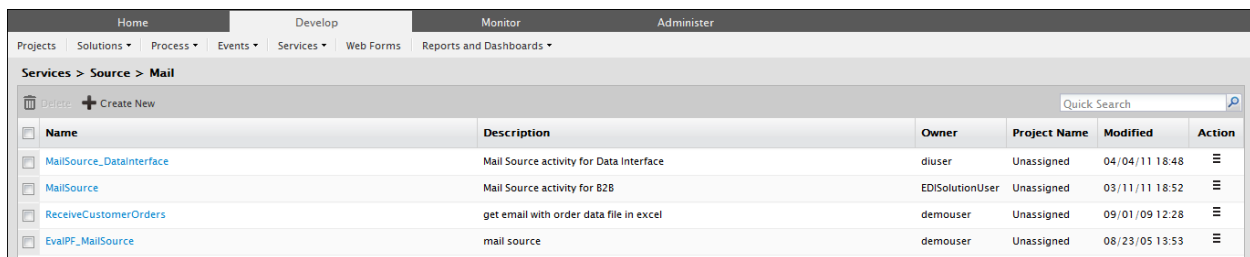 Home Develop Monitor Administer
Projects Solutions Process Events Services Web Forms Reports and Dashboards
Services > Source > Mail
Delete Create New Quick Search
Name Description Owner Project Name Modified Action
MailSource_DataInterface Mail Source activity for Data Interface diuser Unassigned 04/04/11 18:48
MailSource Mail Source activity for B2B EDISolutionUser Unassigned 03/11/11 18:52
ReceiveCustomerOrders get email with order data file in excel demouser Unassigned 09/01/09 12:28
EvalPF_MailSource mail source demouser Unassigned 08/23/05 13:53